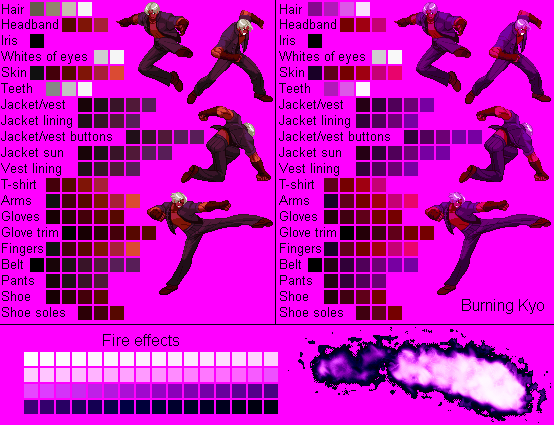 Hair
Headband
Iris
Whites of eyes
Skin
Teeth
Jacket/vest
Jacket lining
Jacket/vest buttons
Jacket sun
Vest lining
T-shirt
Arms
Gloves
Glove trim
Fingers
Belt
Pants
Shoe
Shoe soles
Hair
Headband
Iris
Whites of eyes
Skin
Teeth
Jacket/vest
Jacket lining
Jacket/vest buttons
Jacket sun
Vest lining
T-shirt
Arms
Gloves
Glove trim
Fingers
Belt
Pants
Shoe
Shoe soles
Burning Kyo
Fire effects